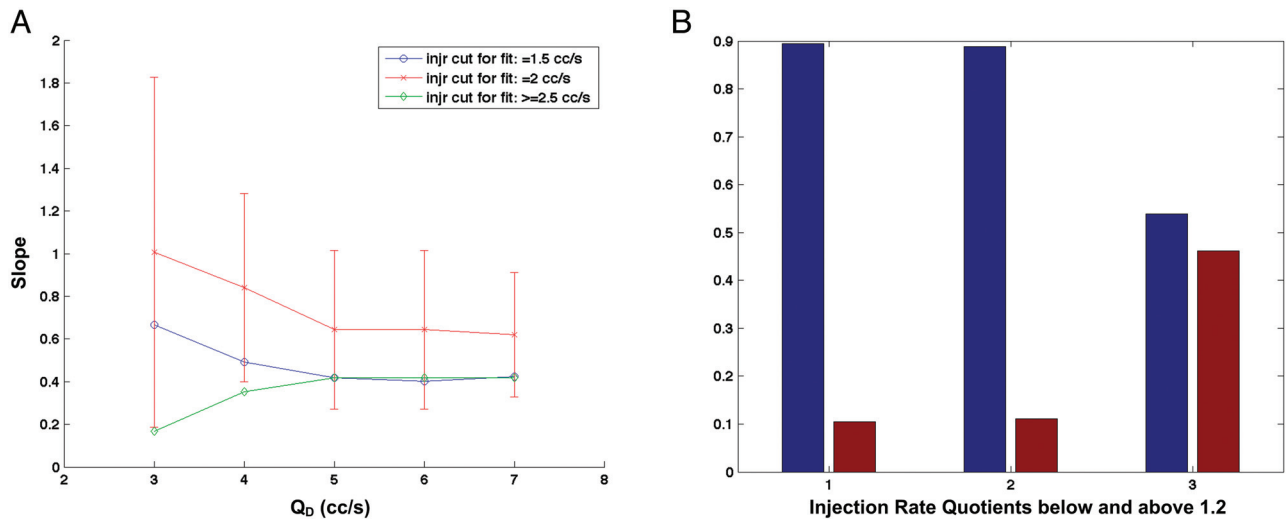 A
2
1.8
1.6
1.4
1.2
1
0.8
0.6
0.4
0.2
0
Slope
injr cut for fit: =1.5 cc/s
injr cut for fit: =2 cc/s
injr cut for fit: >=2.5 cc/s
2 3 4 5 6 7 8
Q_D (cc/s)
B
0.9
0.8
0.7
0.6
0.5
0.4
0.3
0.2
0.1
0
1 2 3
Injection Rate Quotients below and above 1.2